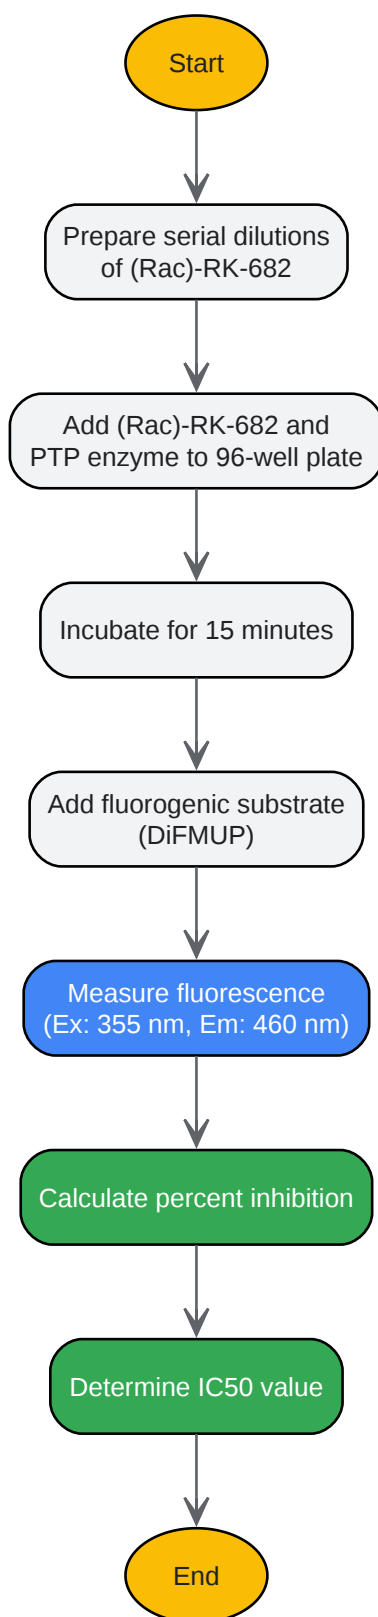 Start
Prepare serial dilutions
of (Rac)-RK-682
Add (Rac)-RK-682 and
PTP enzyme to 96-well plate
Incubate for 15 minutes
Add fluorogenic substrate
(DiFMUP)
Measure fluorescence
(Ex: 355 nm, Em: 460 nm)
Calculate percent inhibition
Determine IC50 value
End